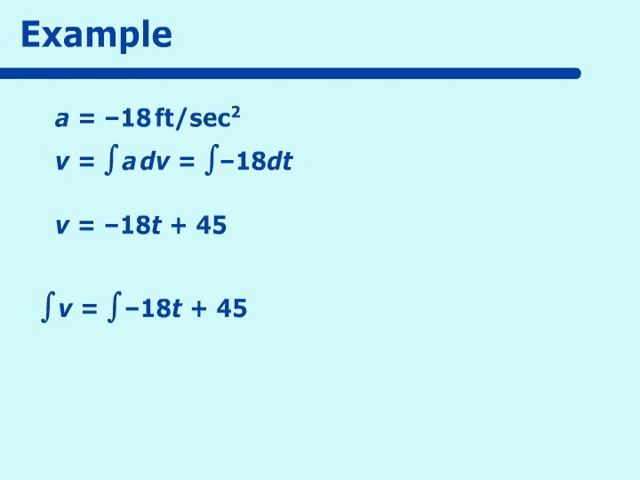 Example
a = –18 ft/sec²
v = ∫ a dv = ∫ –18dt
v = –18t + 45
∫ v = ∫ –18t + 45